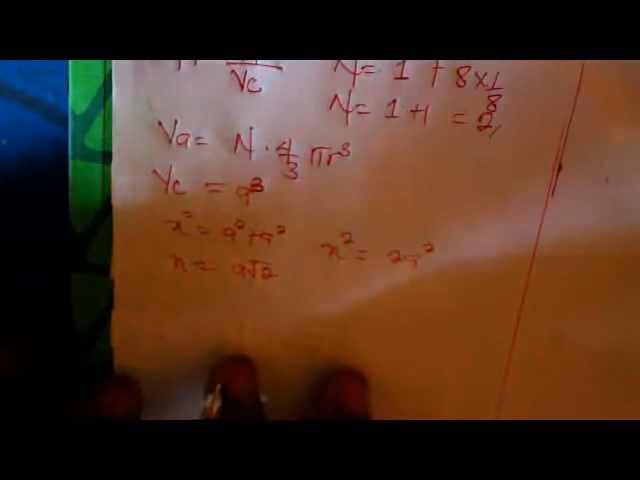 Vc N = 1 + 8 x 1/8
N = 1 + 1 = 2
Va = N · 4/3 πr³
Vc = a³
x² = a² + a² x² = 2a²
x = a√2